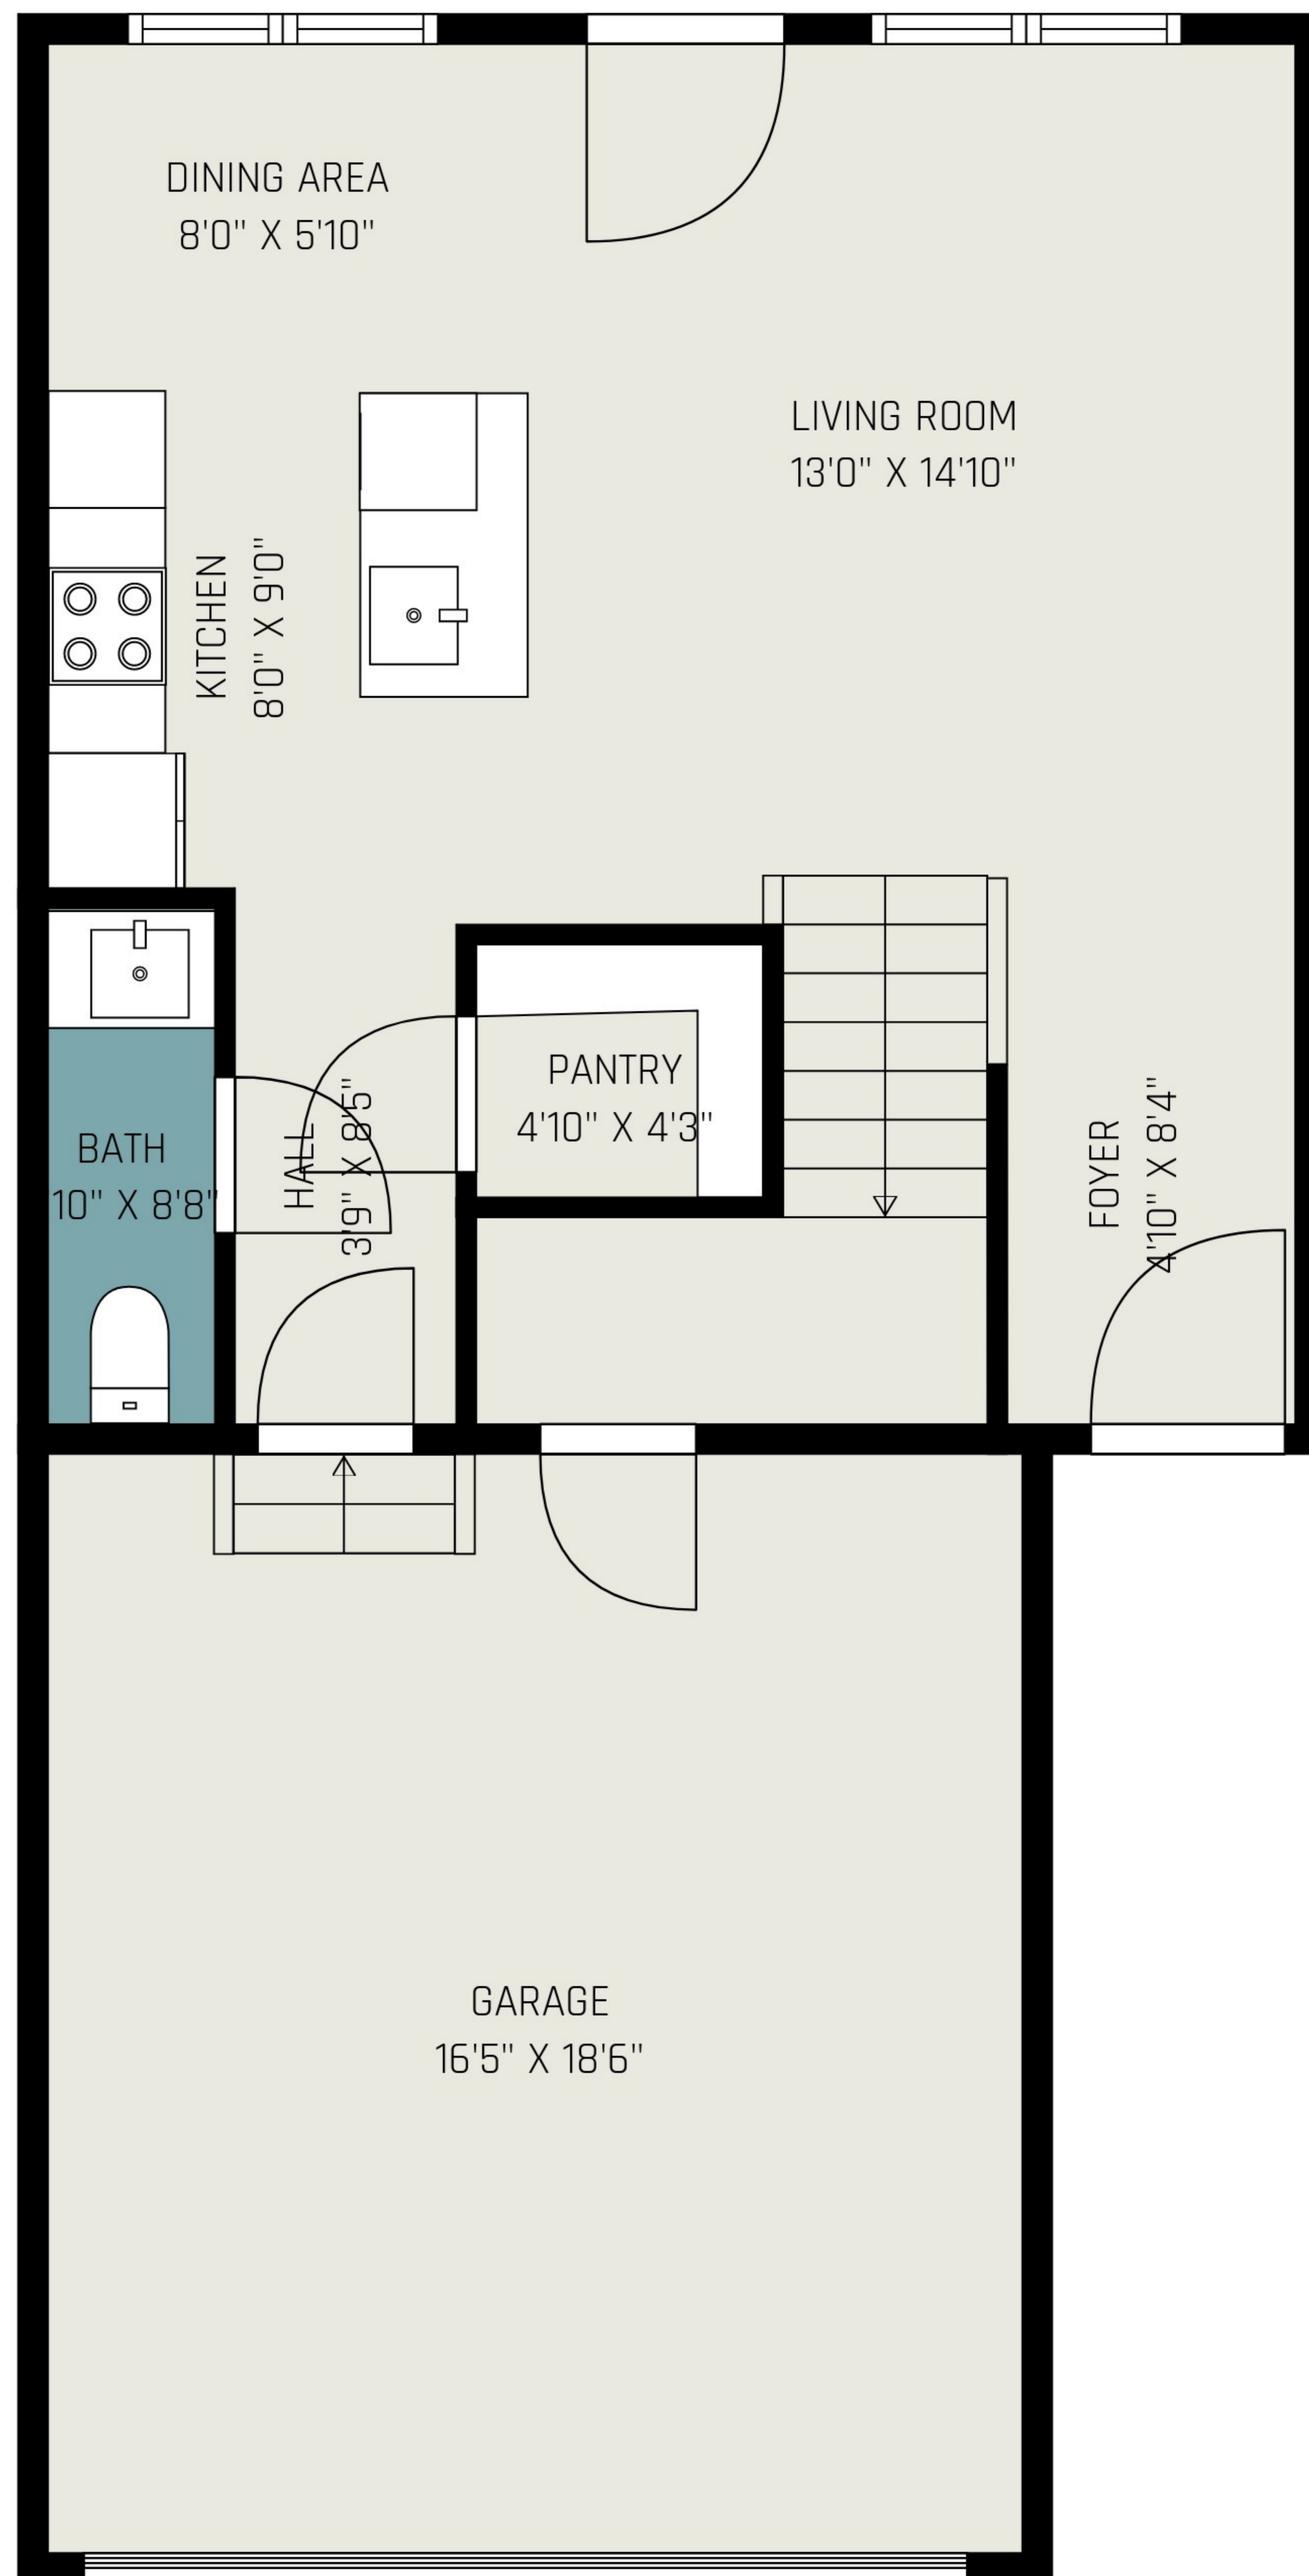 DINING AREA
8'0" X 5'10"
LIVING ROOM
13'0" X 14'10"
KITCHEN
8'0" X 9'0"
PANTRY
4'10" X 4'3"
BATH
10" X 8'8"
HALL
3'9" X 8'5"
FOYER
4'10" X 8'4"
GARAGE
16'5" X 18'6"